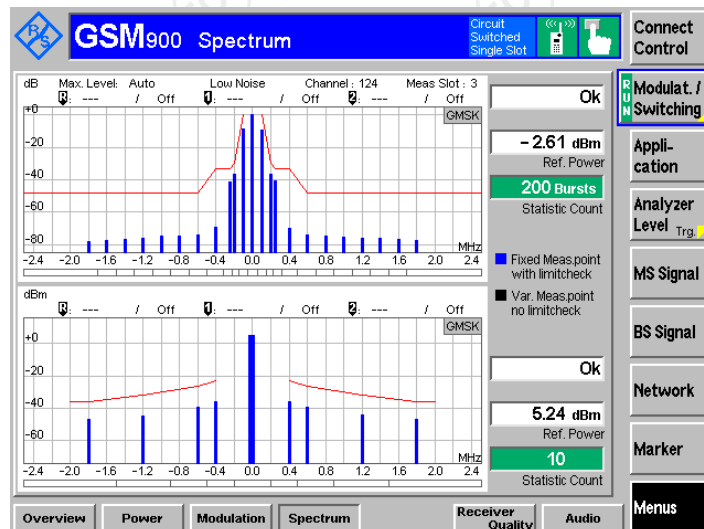 R/S
GSM900 Spectrum
Circuit
Switched
Single Slot
Connect
Control
dB Max. Level: Auto Low Noise Channel : 124 Meas Slot : 3
R: --- / Off 1: --- / Off 2: --- / Off
GMSK
+0
-20
-40
-60
-80
MHz
-2.4 -2.0 -1.6 -1.2 -0.8 -0.4 0.0 0.4 0.8 1.2 1.6 2.0 2.4
Ok
-2.61 dBm
Ref. Power
200 Bursts
Statistic Count
Fixed Meas.point
with limitcheck
Var. Meas.point
no limitcheck
dBm
R: --- / Off 1: --- / Off 2: --- / Off
GMSK
+0
-20
-40
-60
MHz
-2.4 -2.0 -1.6 -1.2 -0.8 -0.4 0.0 0.4 0.8 1.2 1.6 2.0 2.4
Ok
5.24 dBm
Ref. Power
10
Statistic Count
RUN
Modulat. /
Switching
Appli-
cation
Analyzer
Level Trg.
MS Signal
BS Signal
Network
Marker
Menus
Overview Power Modulation Spectrum Receiver
Quality Audio